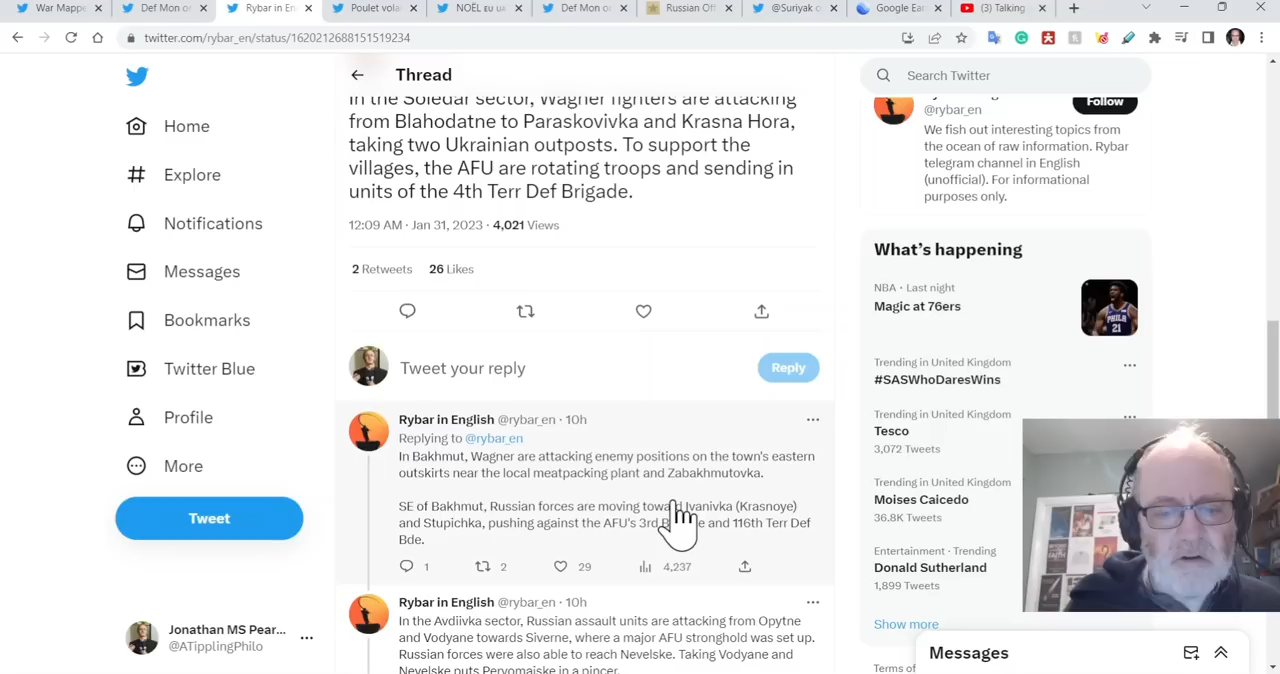 War Mappe
Def Mon o
Rybar in E
Poulet vola
NOËL EU UA
Def Mon o
Russian Of
@Suriyak
Google Ear
(3) Talking
twitter.com/rybar_en/status/1620212688151519234
Home
Explore
Notifications
Messages
Bookmarks
Twitter Blue
Profile
More
Tweet
Jonathan MS Pear...
@ATipplingPhilo
Thread
In the Soledar sector, Wagner fighters are attacking
from Blahodatne to Paraskovivka and Krasna Hora,
taking two Ukrainian outposts. To support the
villages, the AFU are rotating troops and sending in
units of the 4th Terr Def Brigade.
12:09 AM · Jan 31, 2023 · 4,021 Views
2 Retweets 26 Likes
Tweet your reply
Reply
Rybar in English @rybar_en · 10h
Replying to @rybar_en
In Bakhmut, Wagner are attacking enemy positions on the town's eastern
outskirts near the local meatpacking plant and Zabakhmutovka.
SE of Bakhmut, Russian forces are moving toward Ivanivka (Krasnoye)
and Stupichka, pushing against the AFU's 3rd and 116th Terr Def
Bde.
1 2 29 4,237
Rybar in English @rybar_en · 10h
In the Avdiivka sector, Russian assault units are attacking from Opytne
and Vodyane towards Siverne, where a major AFU stronghold was set up.
Russian forces were also able to reach Nevelske. Taking Vodyane and
Nevelske puts Pervomaiske in a pincer.
Search Twitter
@rybar_en
Follow
We fish out interesting topics from
the ocean of raw information. Rybar
telegram channel in English
(unofficial). For informational
purposes only.
What's happening
NBA · Last night
Magic at 76ers
Trending in United Kingdom
#SASWhoDaresWins
Trending in United Kingdom
Tesco
3,072 Tweets
Trending in United Kingdom
Moises Caicedo
36.8K Tweets
Entertainment · Trending
Donald Sutherland
1,899 Tweets
Show more
Terms of
Messages